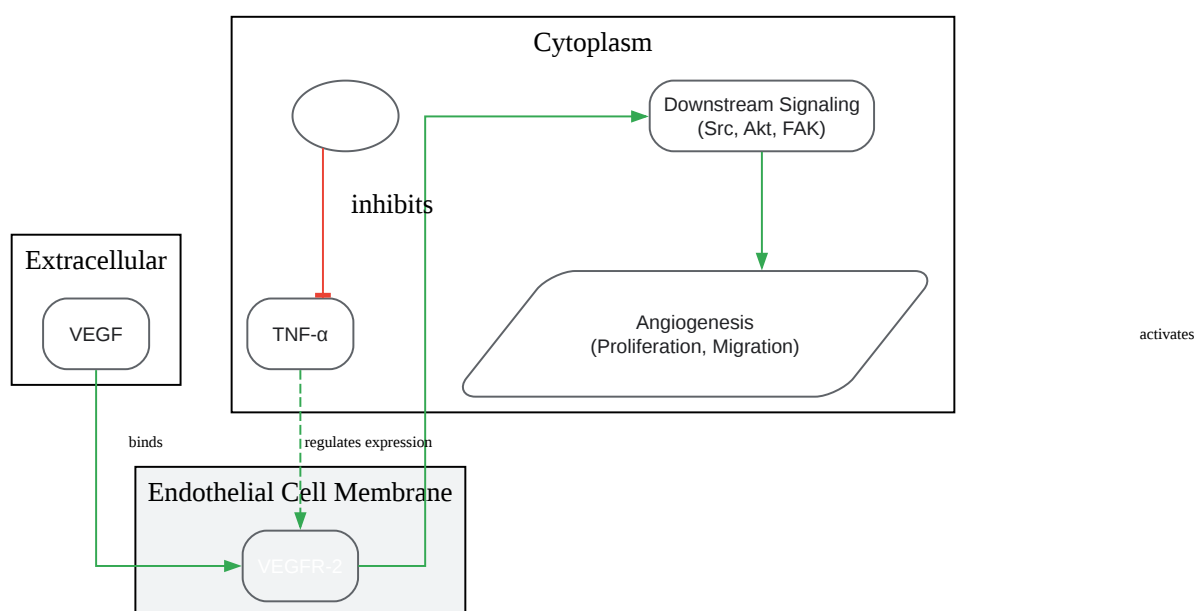 Cytoplasm
Downstream Signaling
(Src, Akt, FAK)
inhibits
Extracellular
VEGF
TNF-α
Angiogenesis
(Proliferation, Migration)
activates
binds
regulates expression
Endothelial Cell Membrane
VEGFR-2